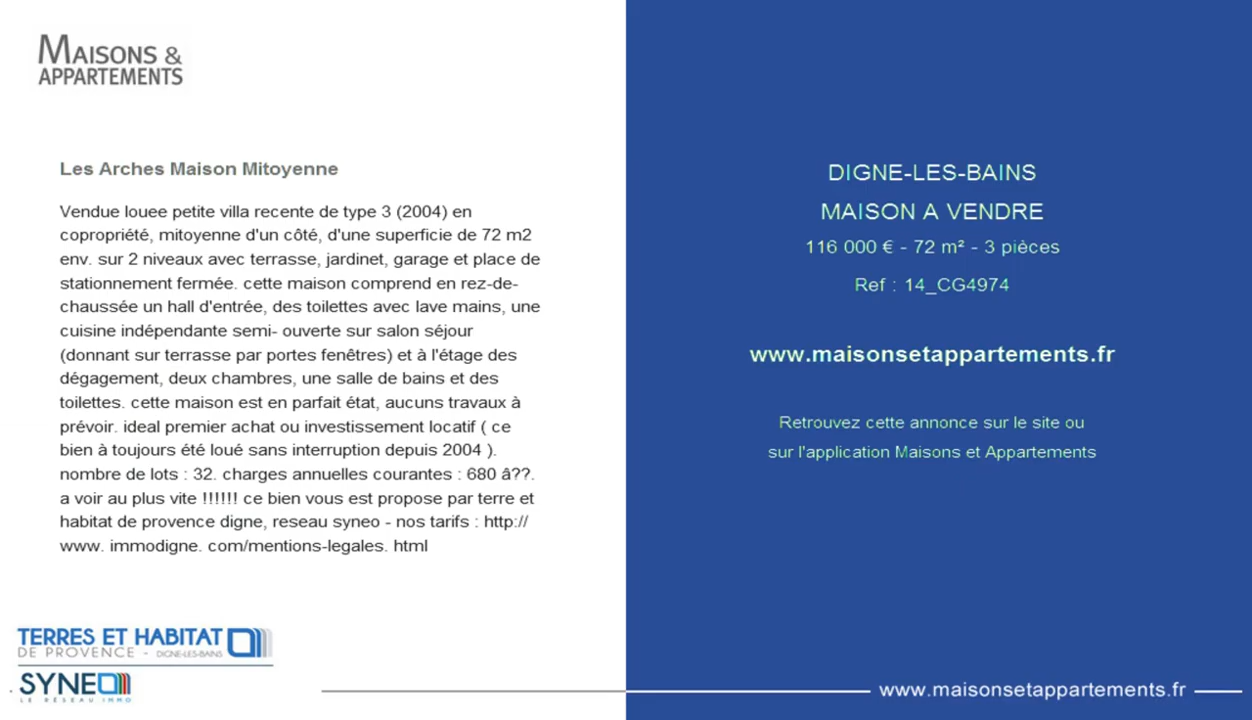 MAISONS &
APPARTEMENTS
Les Arches Maison Mitoyenne
Vendue louee petite villa recente de type 3 (2004) en
copropriété, mitoyenne d'un côté, d'une superficie de 72 m2
env. sur 2 niveaux avec terrasse, jardinet, garage et place de
stationnement fermée. cette maison comprend en rez-de-
chaussée un hall d'entrée, des toilettes avec lave mains, une
cuisine indépendante semi- ouverte sur salon séjour
(donnant sur terrasse par portes fenêtres) et à l'étage des
dégagement, deux chambres, une salle de bains et des
toilettes. cette maison est en parfait état, aucuns travaux à
prévoir. ideal premier achat ou investissement locatif ( ce
bien à toujours été loué sans interruption depuis 2004 ).
nombre de lots : 32. charges annuelles courantes : 680 â??.
a voir au plus vite !!!!!! ce bien vous est propose par terre et
habitat de provence digne, reseau syneo - nos tarifs : http://
www. immodigne. com/mentions-legales. html
TERRES ET HABITAT
DE PROVENCE - DIGNE-LES-BAINS
SYNEO
LE RÉSEAU IMMO
DIGNE-LES-BAINS
MAISON A VENDRE
116 000 € - 72 m² - 3 pièces
Ref : 14_CG4974
www.maisonsetappartements.fr
Retrouvez cette annonce sur le site ou
sur l'application Maisons et Appartements
www.maisonsetappartements.fr